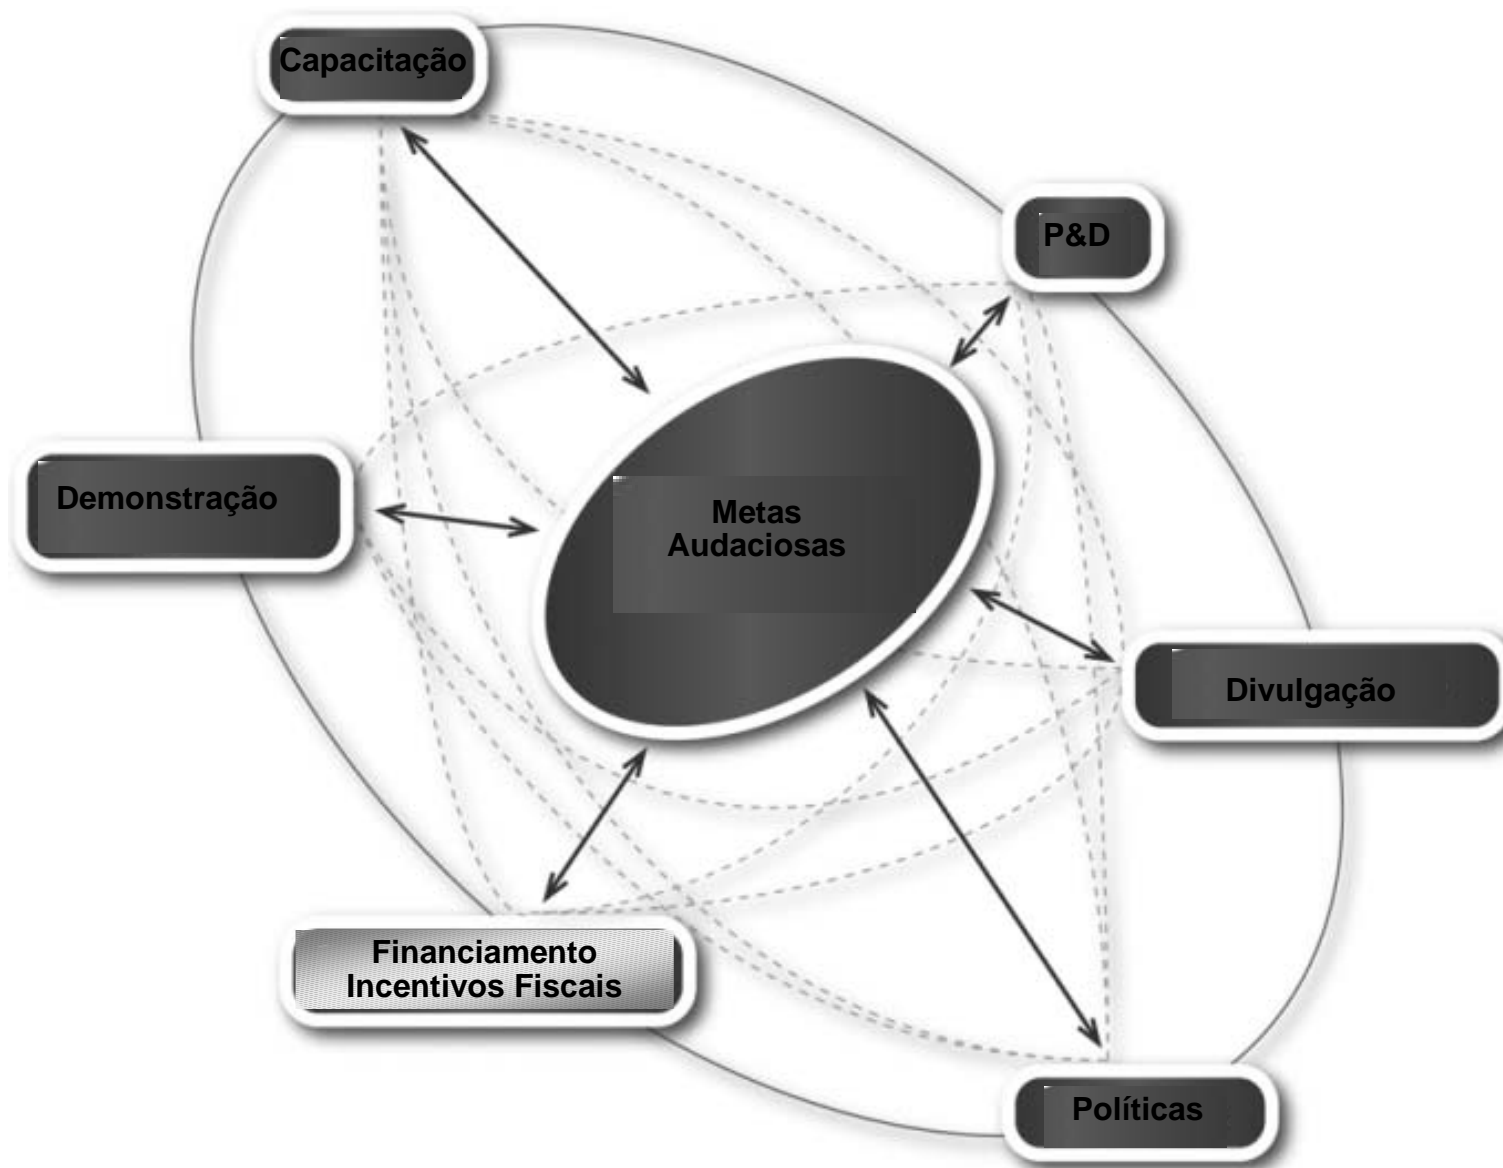 Capacitação
P&D
Demonstração
Metas
Audaciosas
Divulgação
Financiamento
Incentivos Fiscais
Políticas